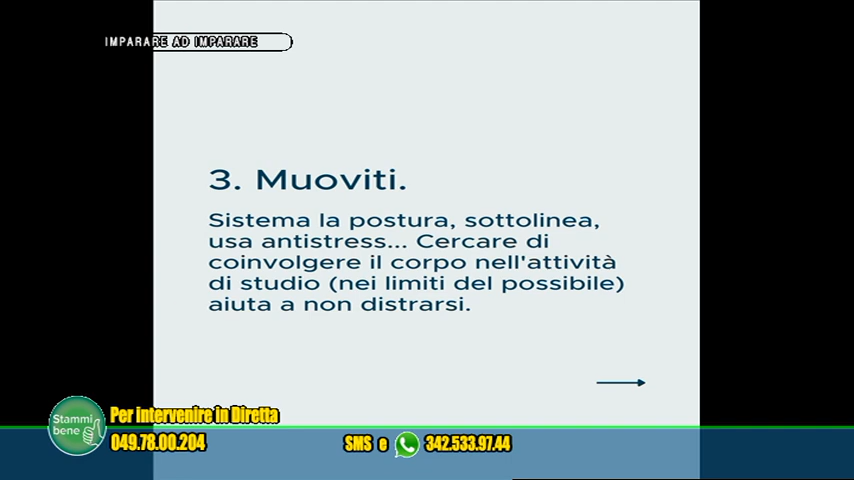 IMPARARE AD IMPARARE
3. Muoviti.
Sistema la postura, sottolinea,
usa antistress... Cercare di
coinvolgere il corpo nell'attività
di studio (nei limiti del possibile)
aiuta a non distrarsi.
Stammi
bene
Per intervenire in Diretta
049.78.00.204
SMS e 342.533.97.44